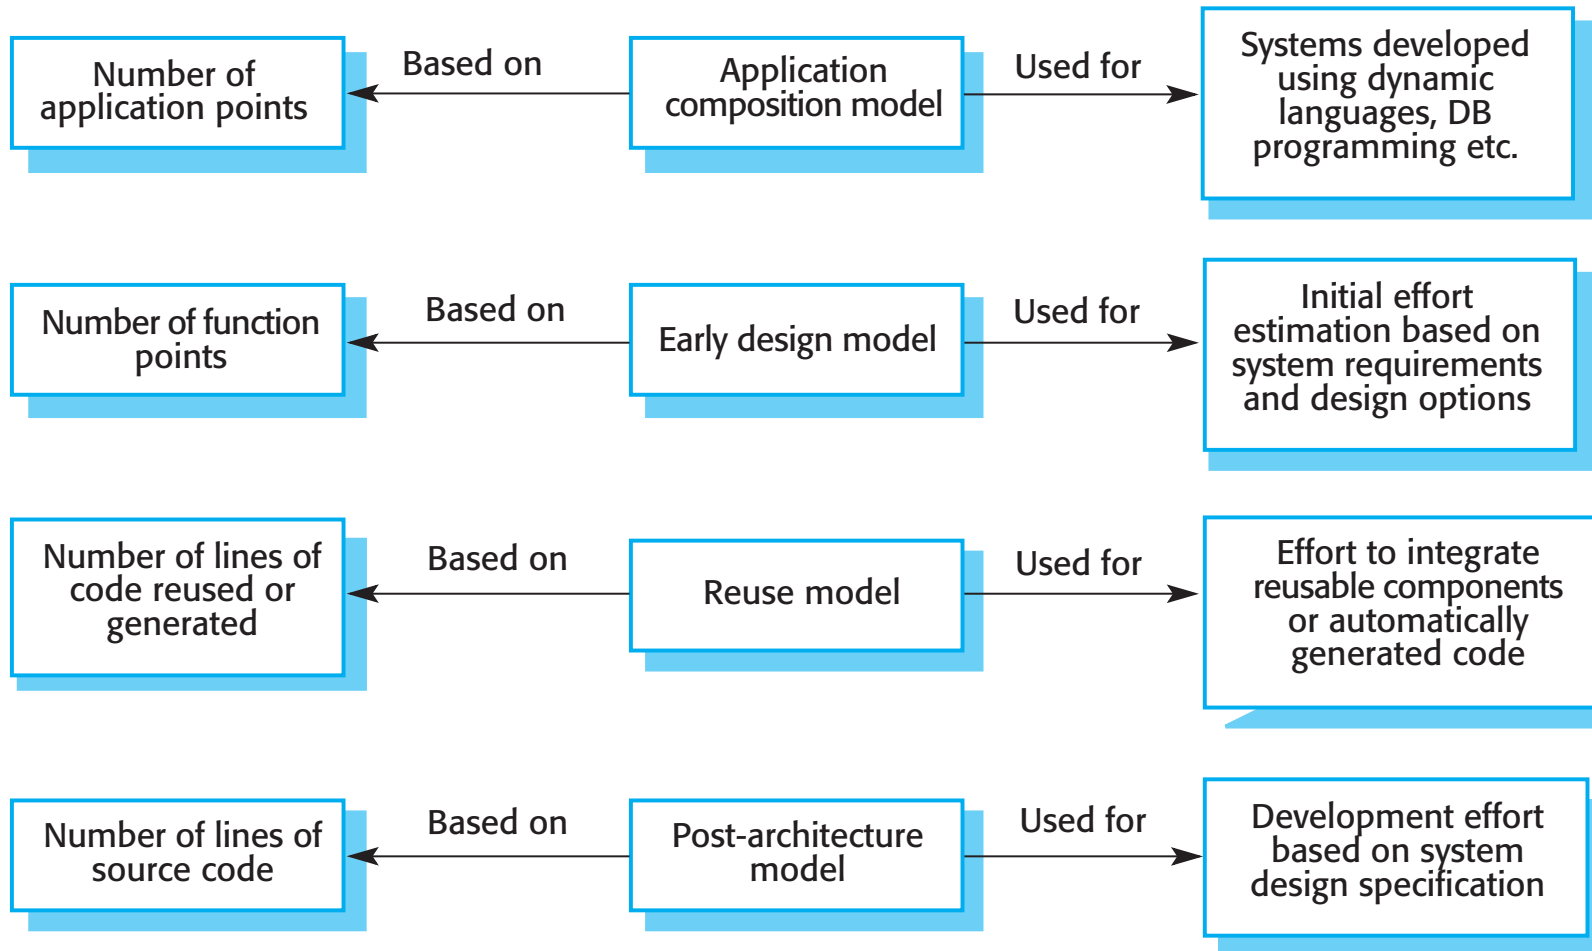 Number of
application points
Based on
Application
composition model
Used for
Systems developed
using dynamic
languages, DB
programming etc.
Number of function
points
Based on
Early design model
Used for
Initial effort
estimation based on
system requirements
and design options
Number of lines of
code reused or
generated
Based on
Reuse model
Used for
Effort to integrate
reusable components
or automatically
generated code
Number of lines of
source code
Based on
Post-architecture
model
Used for
Development effort
based on system
design specification